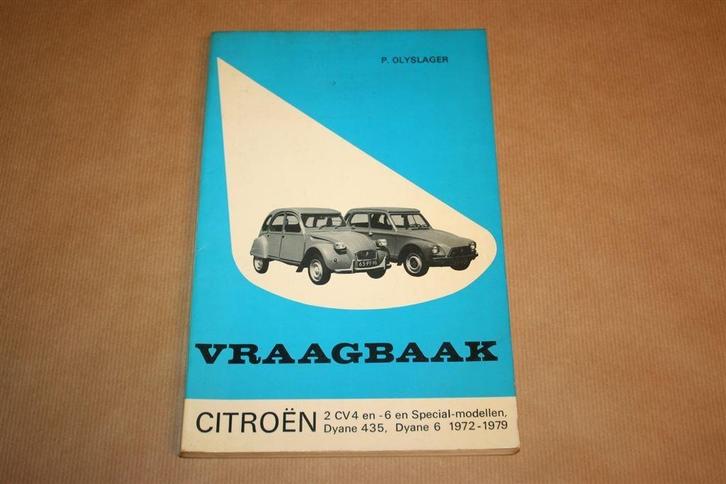 P. OLYSLAGER
VRAAGBAAK
CITROËN 2 CV4 en -6 en Special-modellen,
Dyane 435, Dyane 6 1972-1979